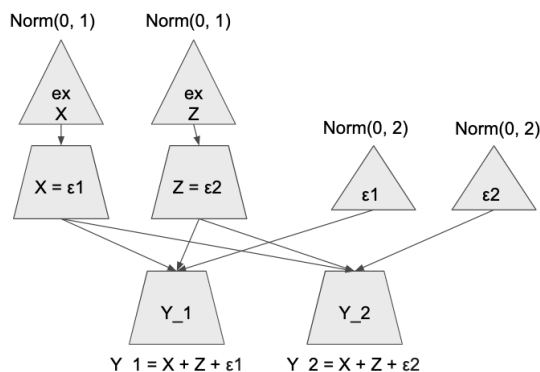 Norm(0, 1)
Norm(0, 1)
ex
X
ex
Z
Norm(0, 2)
Norm(0, 2)
X = ε1
Z = ε2
ε1
ε2
Y_1
Y_2
Y 1 = X + Z + ε1
Y 2 = X + Z + ε2